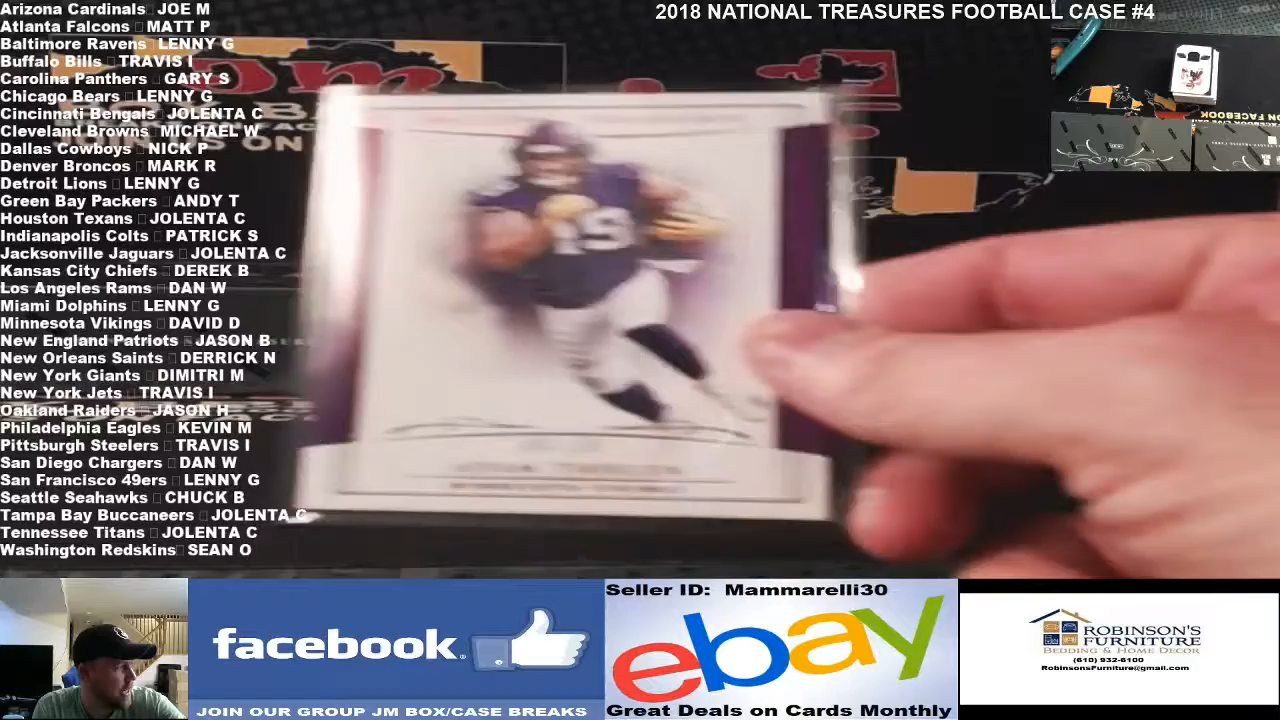 2018 NATIONAL TREASURES FOOTBALL CASE #4
Arizona Cardinals JOE M
Atlanta Falcons MATT P
Baltimore Ravens LENNY G
Buffalo Bills TRAVIS I
Carolina Panthers GARY S
Chicago Bears LENNY G
Cincinnati Bengals JOLENTA C
Cleveland Browns MICHAEL W
Dallas Cowboys NICK P
Denver Broncos MARK R
Detroit Lions LENNY G
Green Bay Packers ANDY T
Houston Texans JOLENTA C
Indianapolis Colts PATRICK S
Jacksonville Jaguars JOLENTA C
Kansas City Chiefs DEREK B
Los Angeles Rams DAN W
Miami Dolphins LENNY G
Minnesota Vikings DAVID D
New England Patriots JASON B
New Orleans Saints DERRICK N
New York Giants DIMITRI M
New York Jets TRAVIS I
Oakland Raiders JASON H
Philadelphia Eagles KEVIN M
Pittsburgh Steelers TRAVIS I
San Diego Chargers DAN W
San Francisco 49ers LENNY G
Seattle Seahawks CHUCK B
Tampa Bay Buccaneers JOLENTA C
Tennessee Titans JOLENTA C
Washington Redskins SEAN O
19
ON FACEBOOK
facebook
JOIN OUR GROUP JM BOX/CASE BREAKS
Seller ID: Mammarelli30
ebay
Great Deals on Cards Monthly
ROBINSON'S
FURNITURE
BEDDING & HOME DECOR
(610) 932-6100
RobinsonsFurniture@gmail.com